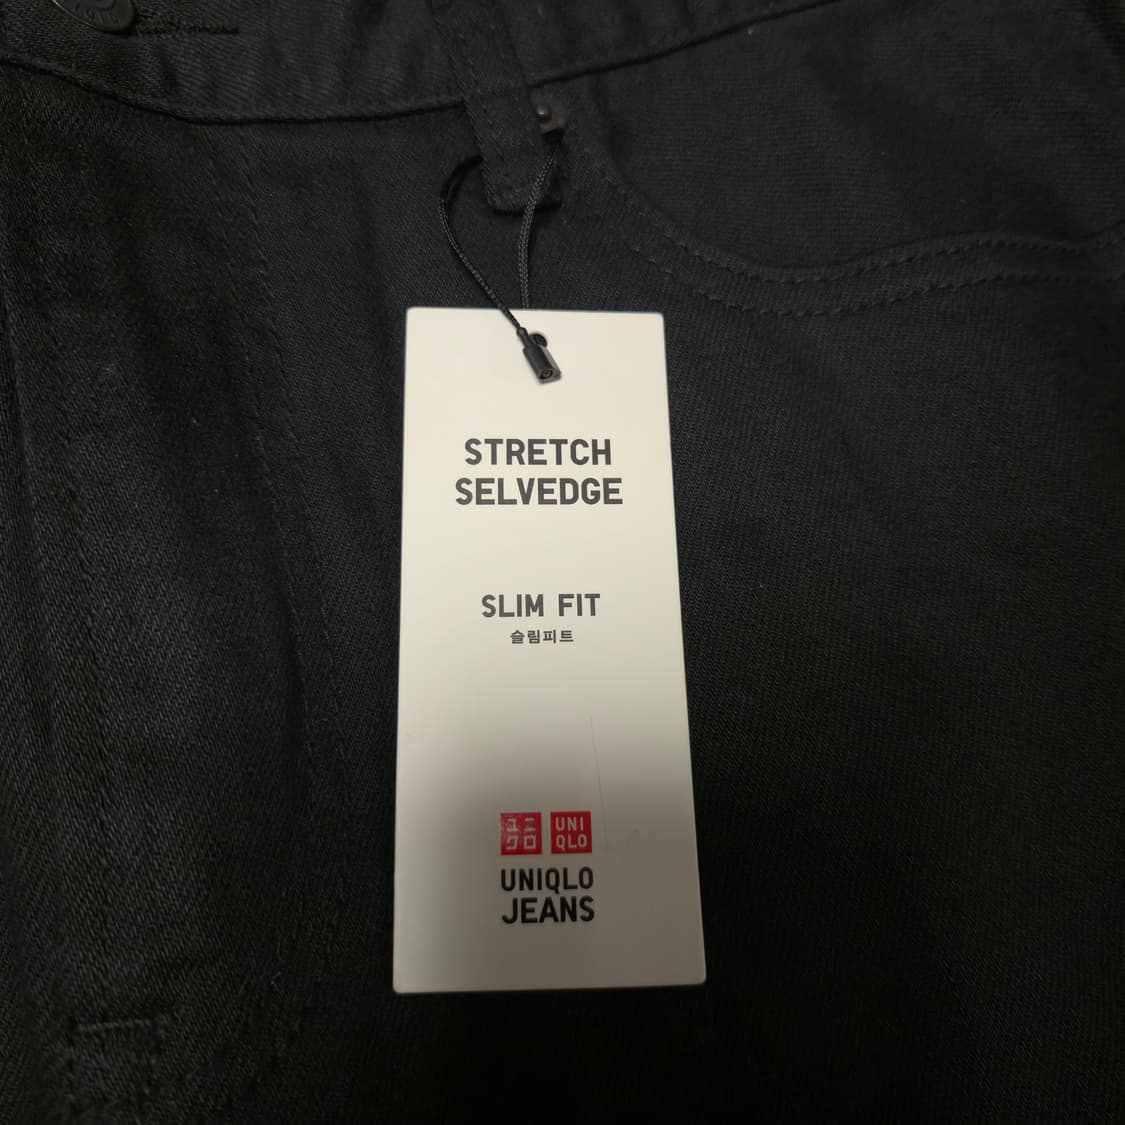 STRETCH
SELVEDGE
SLIM FIT
슬림피트
ユニ UNI
クロ QLO
UNIQLO
JEANS